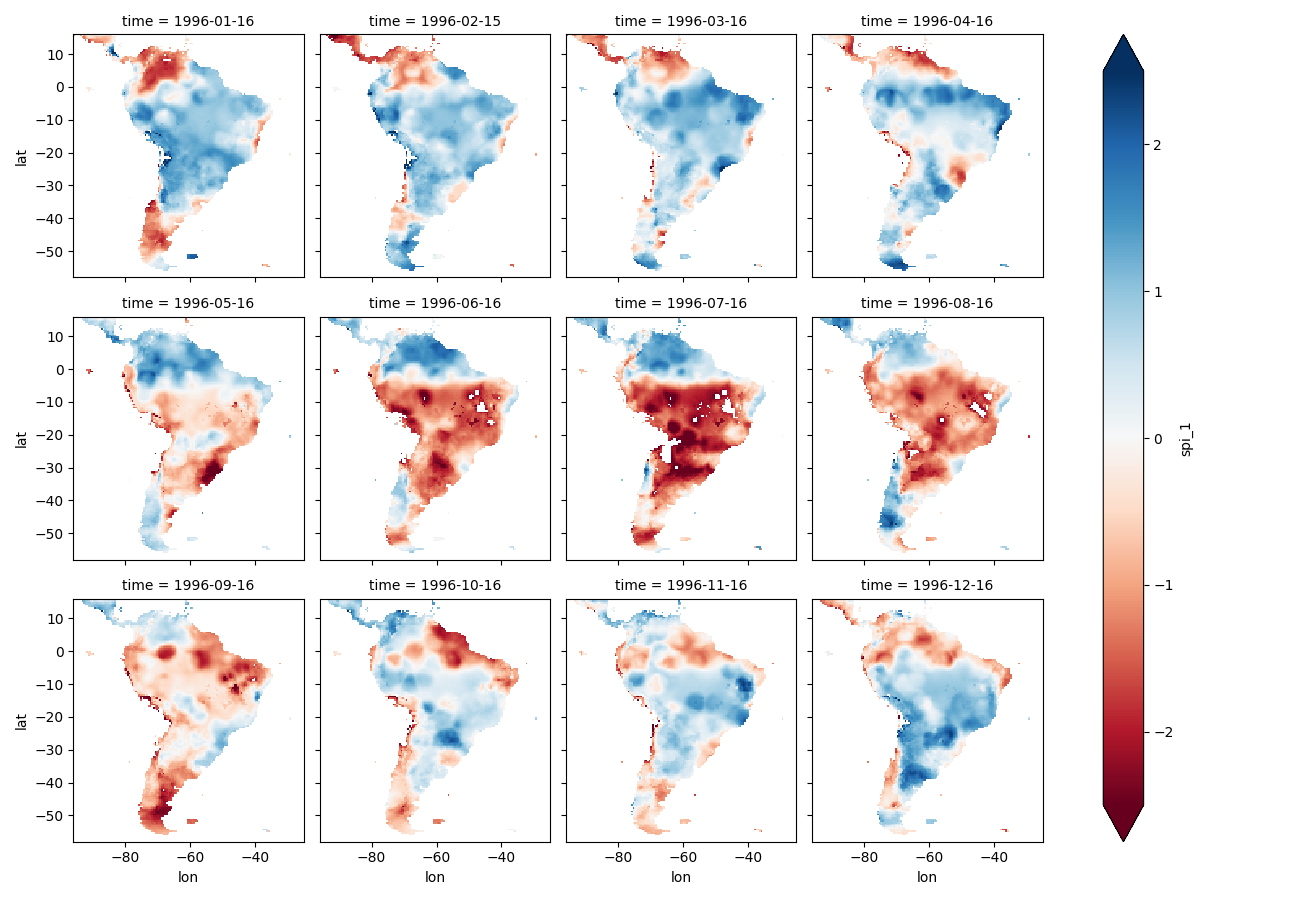 time = 1996-01-16
time = 1996-02-15
time = 1996-03-16
time = 1996-04-16
10
0
−10
−20
−30
−40
−50
lat
time = 1996-05-16
time = 1996-06-16
time = 1996-07-16
time = 1996-08-16
10
0
−10
−20
−30
−40
−50
lat
time = 1996-09-16
time = 1996-10-16
time = 1996-11-16
time = 1996-12-16
10
0
−10
−20
−30
−40
−50
lat
−80
−60
−40
lon
−80
−60
−40
lon
−80
−60
−40
lon
−80
−60
−40
lon
2
1
0
−1
−2
spi_1